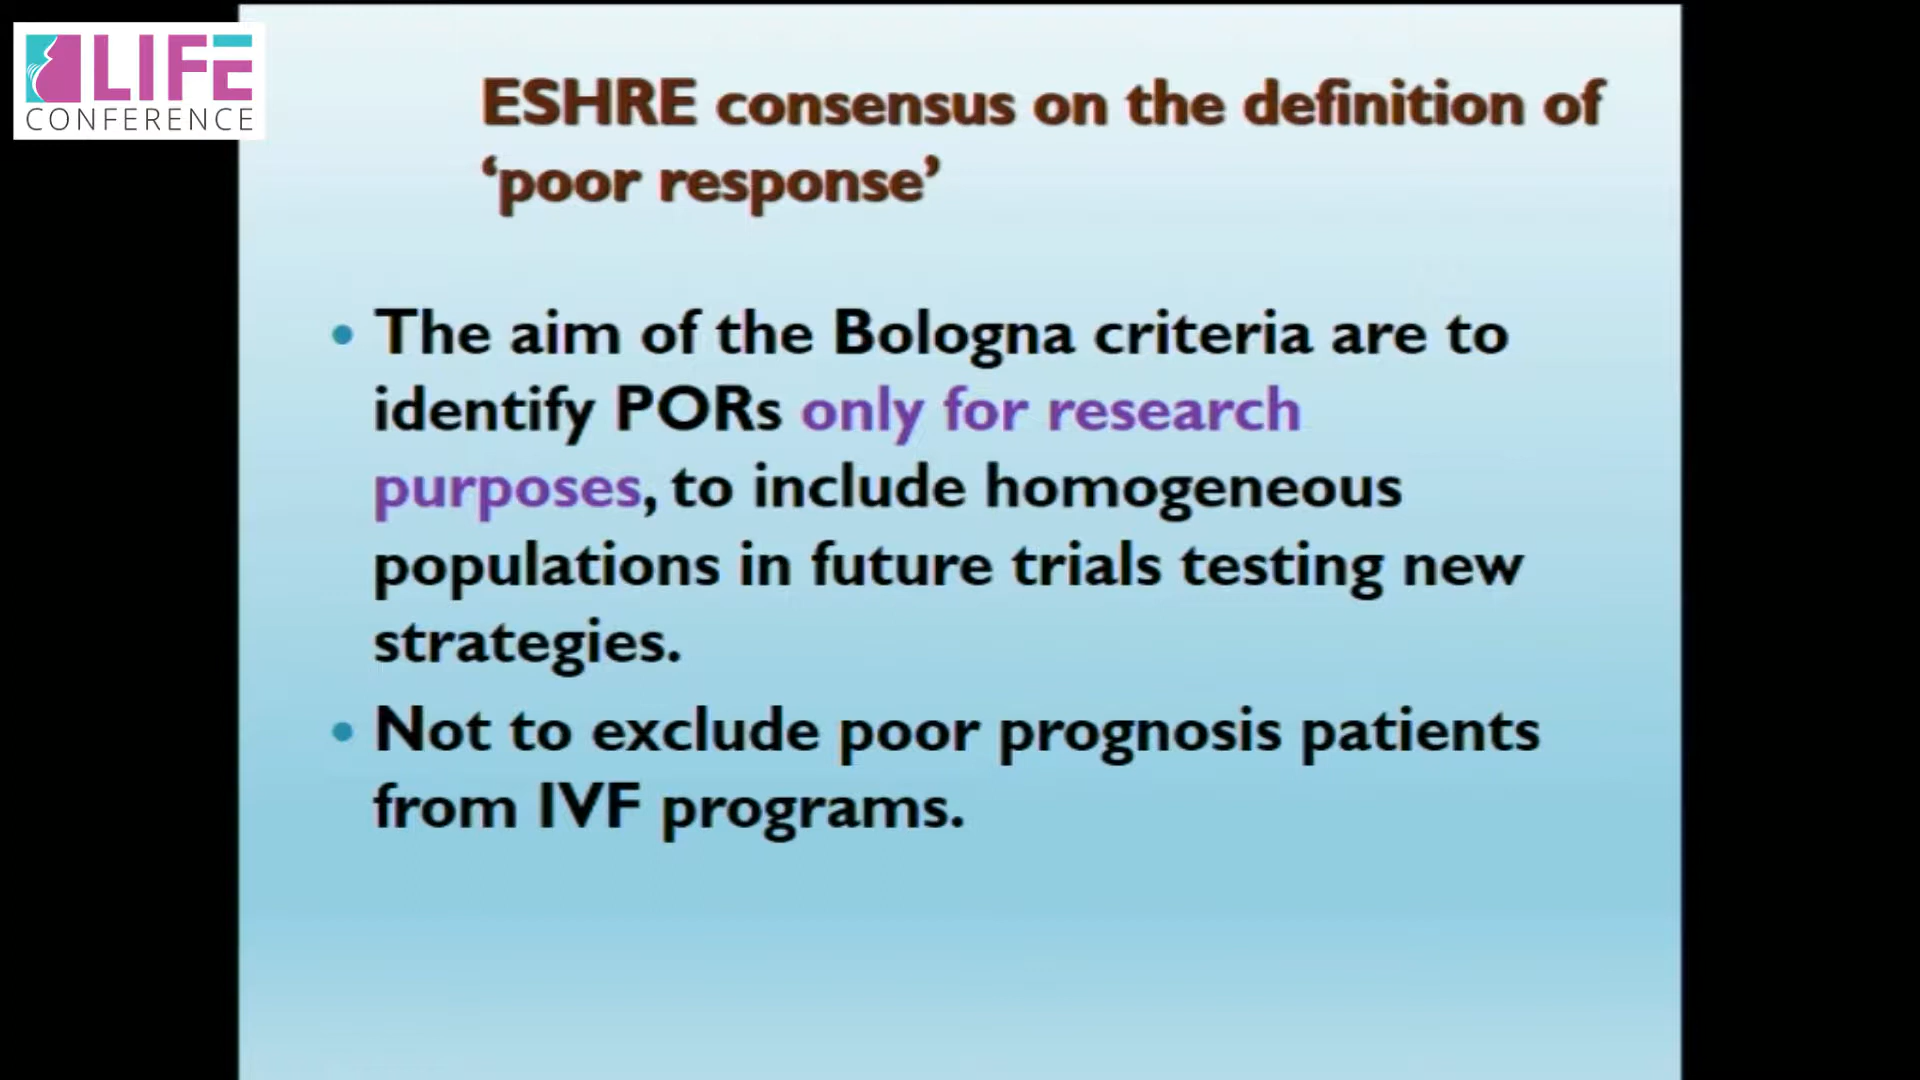 LIFE
CONFERENCE
ESHRE consensus on the definition of
‘poor response’
• The aim of the Bologna criteria are to
identify PORs only for research
purposes, to include homogeneous
populations in future trials testing new
strategies.
• Not to exclude poor prognosis patients
from IVF programs.